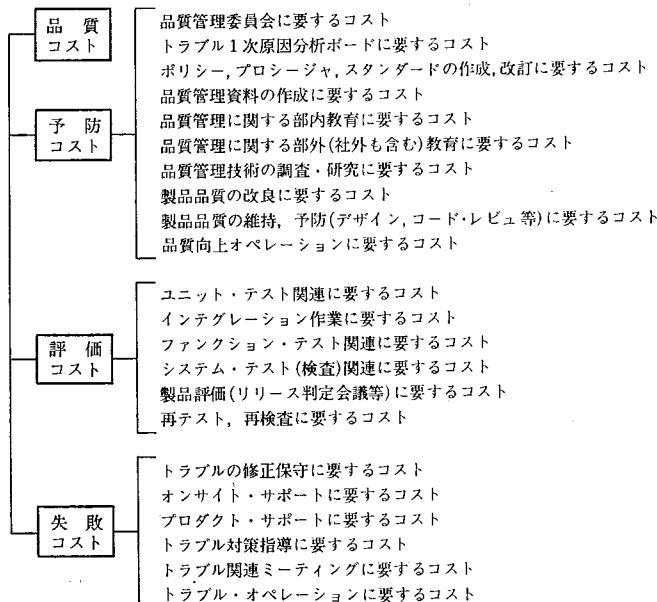 品質
コスト
品質管理委員会に要するコスト
トラブル1次原因分析ボードに要するコスト
ポリシー,プロシージャ,スタンダードの作成,改訂に要するコスト
品質管理資料の作成に要するコスト
予防
コスト
品質管理に関する部内教育に要するコスト
品質管理に関する部外(社外も含む)教育に要するコスト
品質管理技術の調査・研究に要するコスト
製品品質の改良に要するコスト
製品品質の維持,予防(デザイン,コード・レビュ等)に要するコスト
品質向上オペレーションに要するコスト
ユニット・テスト関連に要するコスト
インテグレーション作業に要するコスト
評価
コスト
ファンクション・テスト関連に要するコスト
システム・テスト(検査)関連に要するコスト
製品評価(リリース判定会議等)に要するコスト
再テスト,再検査に要するコスト
トラブルの修正保守に要するコスト
オンサイト・サポートに要するコスト
失敗
コスト
プロダクト・サポートに要するコスト
トラブル対策指導に要するコスト
トラブル関連ミーティングに要するコスト
トラブル・オペレーションに要するコスト